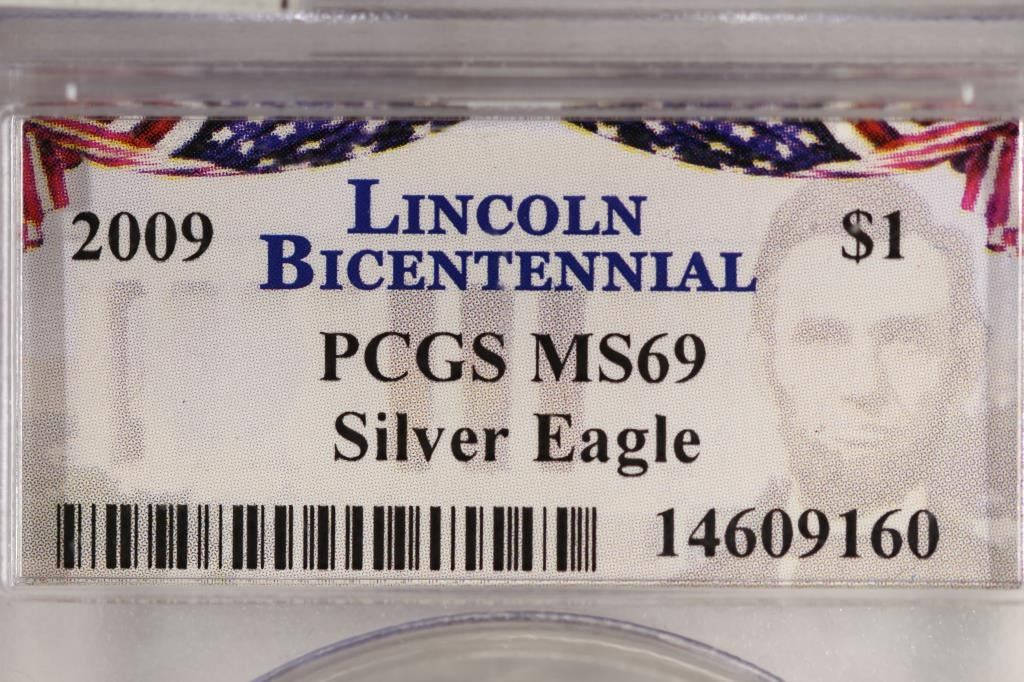 2009 LINCOLN $1
BICENTENNIAL
PCGS MS69
Silver Eagle
14609160